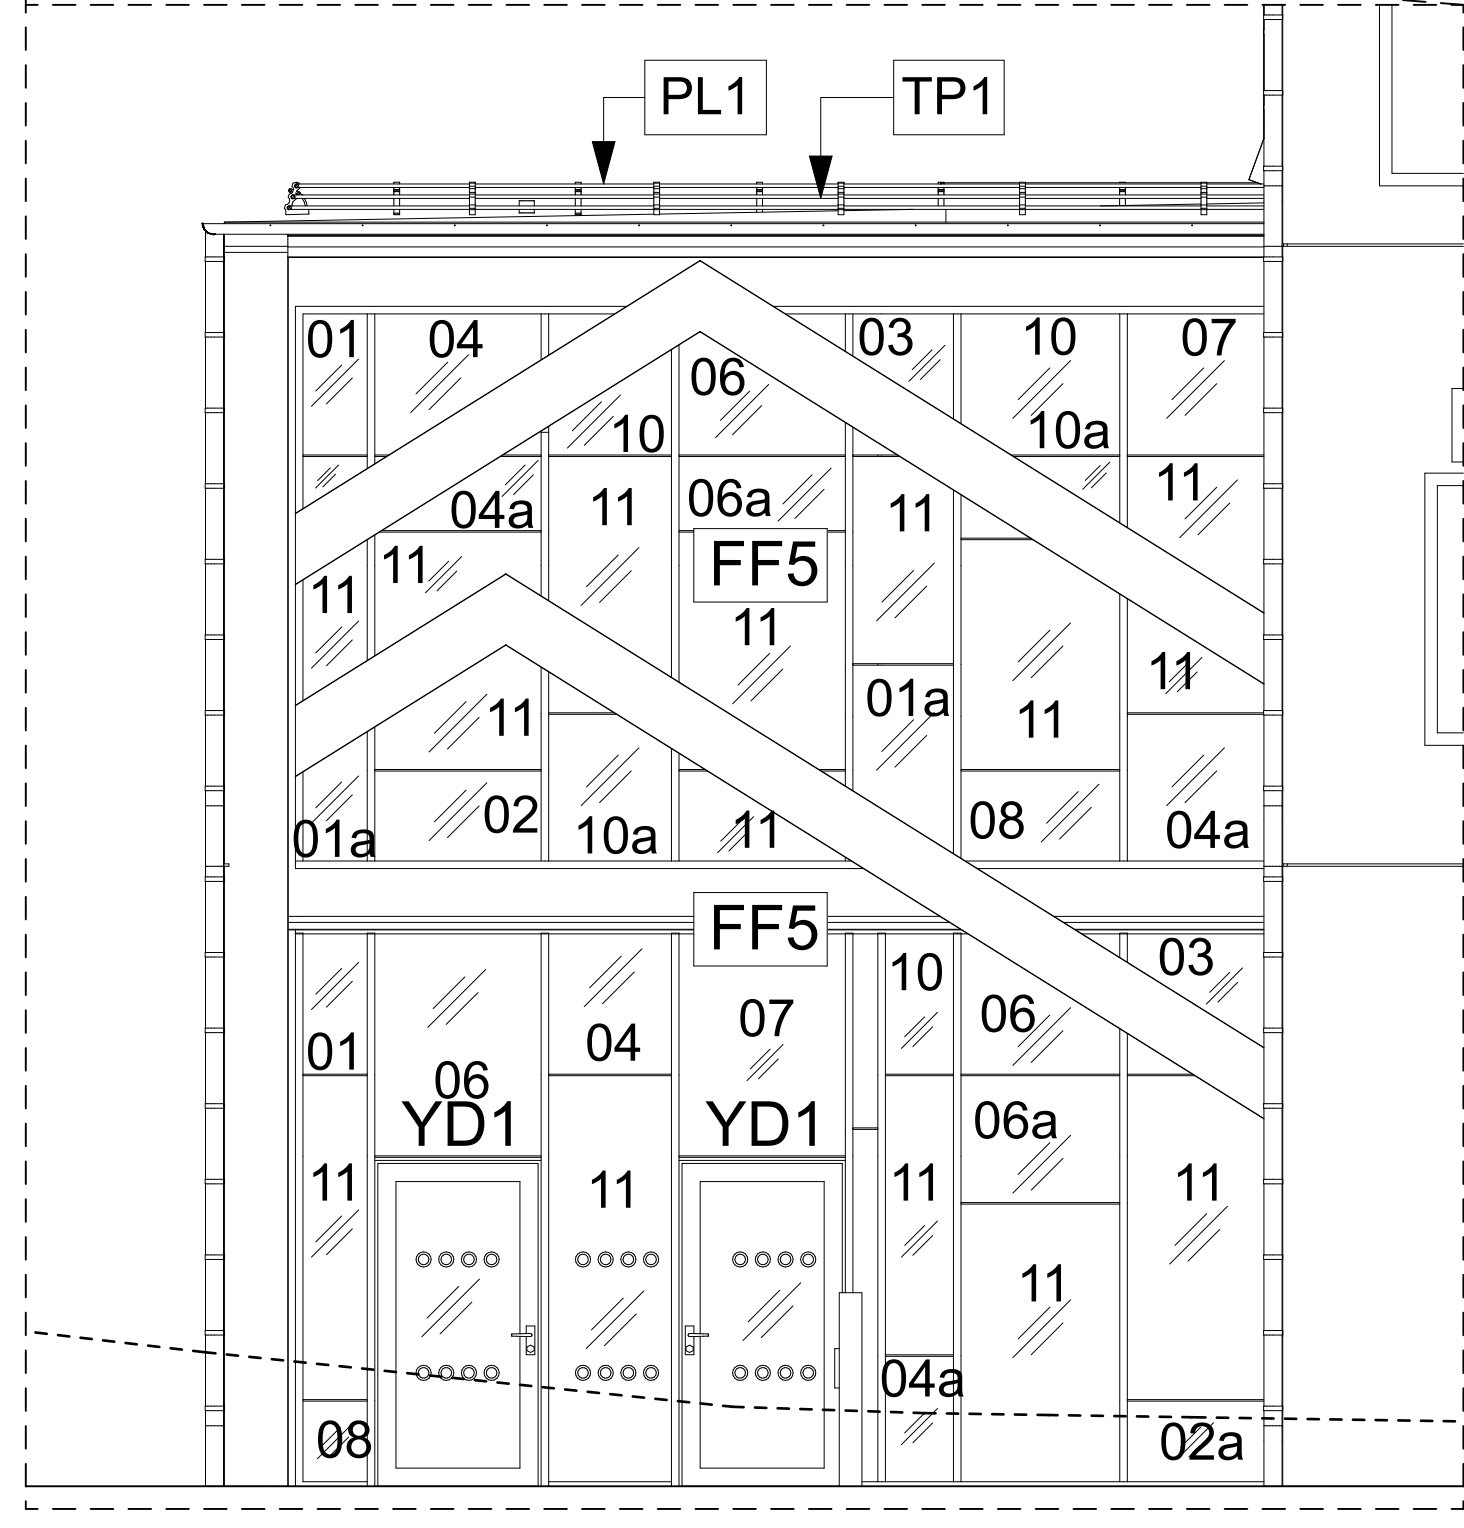 PL1 TP1
01 04 03 10 07
06
10 10a
04a 11 06a 11 11
11 FF5
11 11
11
01a 11
11 11
01a 02 10a 11 08 04a
FF5
10 03
01 04 07 06
06
YD1 YD1 06a
11 11 11 11
11
04a
08 02a